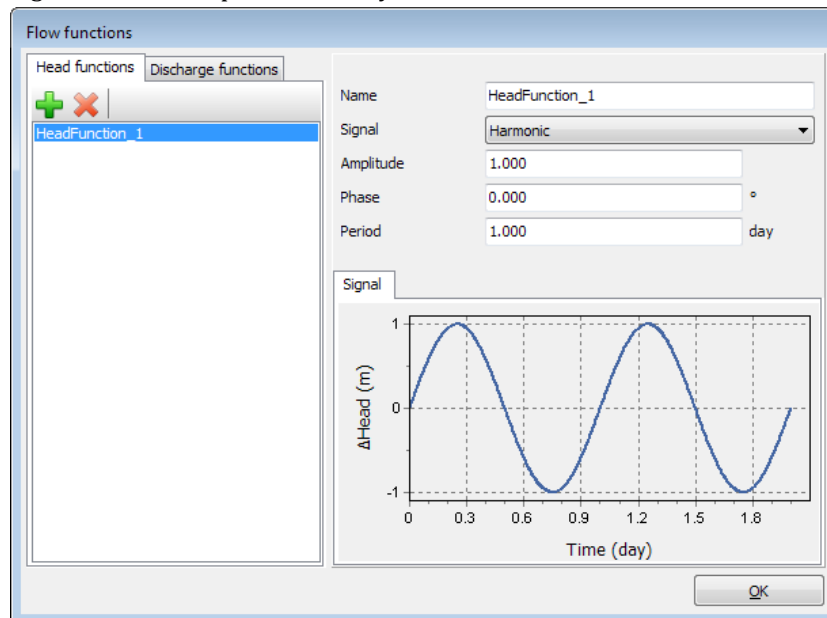 Flow functions
Head functions Discharge functions
HeadFunction_1
Name HeadFunction_1
Signal Harmonic
Amplitude 1.000
Phase 0.000 °
Period 1.000 day
Signal
1
0
-1
ΔHead (m)
0 0.3 0.6 0.9 1.2 1.5 1.8
Time (day)
OK